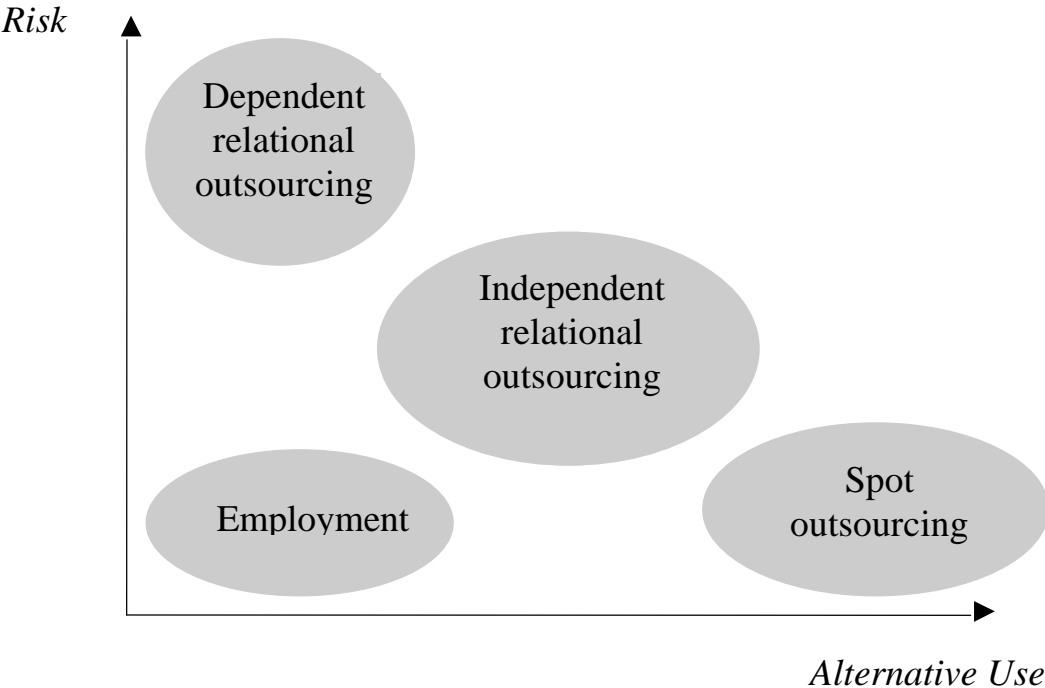 Risk
Dependent
relational
outsourcing
Independent
relational
outsourcing
Spot
outsourcing
Employment
Alternative Use